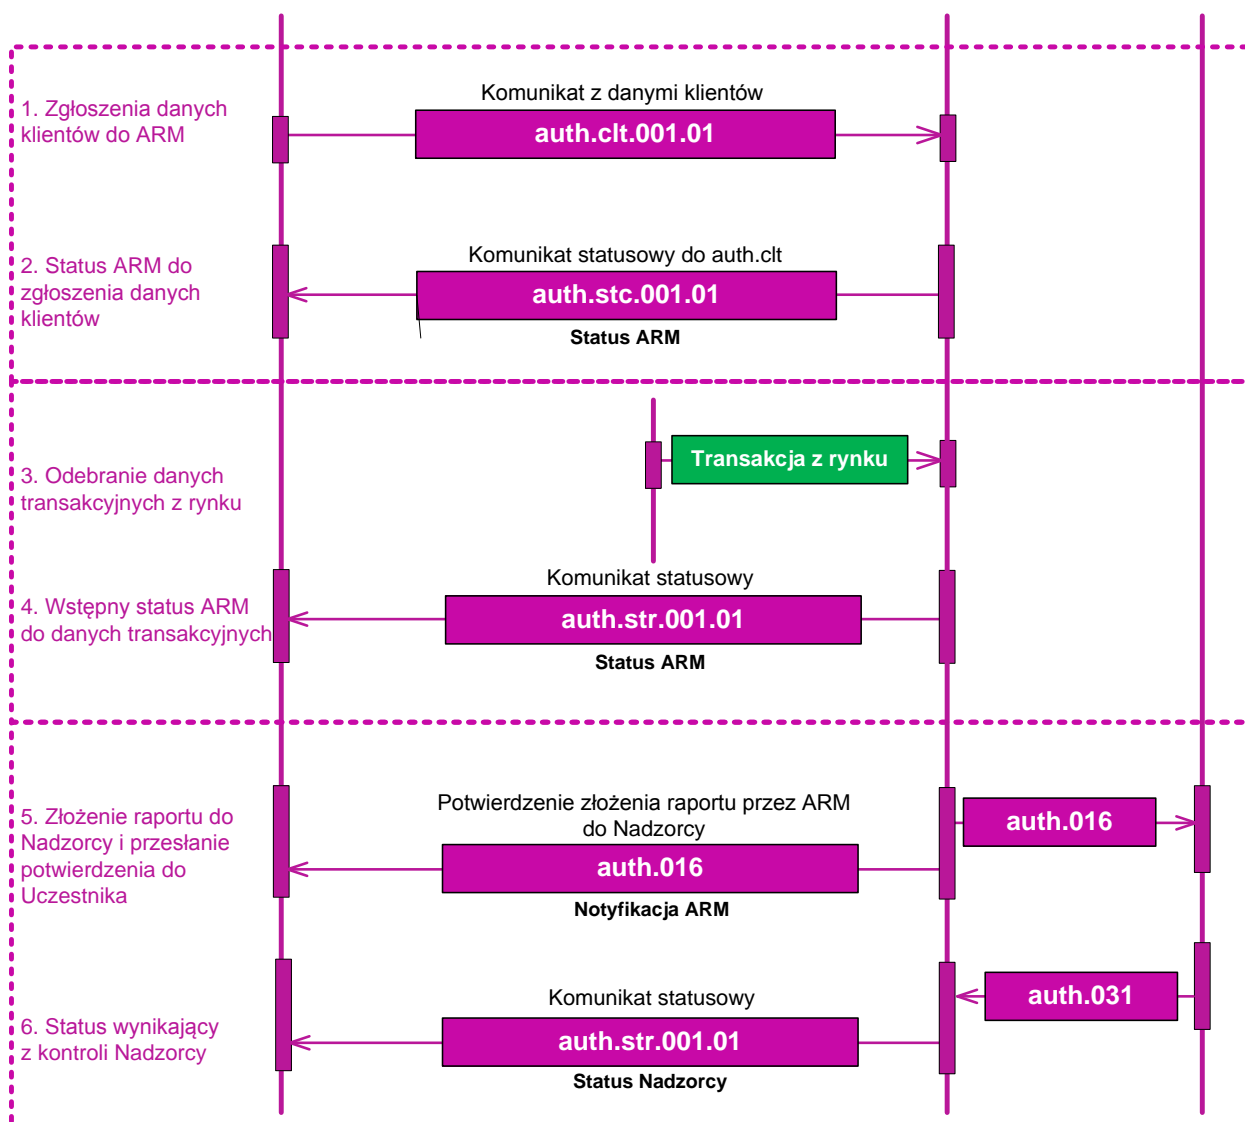 1. Zgłoszenia danych
klientów do ARM
Komunikat z danymi klientów
auth.clt.001.01
2. Status ARM do
zgłoszenia danych
klientów
Komunikat statusowy do auth.clt
auth.stc.001.01
Status ARM
3. Odebranie danych
transakcyjnych z rynku
Transakcja z rynku
4. Wstępny status ARM
do danych transakcyjnych
Komunikat statusowy
auth.str.001.01
Status ARM
5. Złożenie raportu do
Nadzorcy i przesłanie
potwierdzenia do
Uczestnika
Potwierdzenie złożenia raportu przez ARM
do Nadzorcy
auth.016
Notyfikacja ARM
auth.016
6. Status wynikający
z kontroli Nadzorcy
Komunikat statusowy
auth.str.001.01
Status Nadzorcy
auth.031